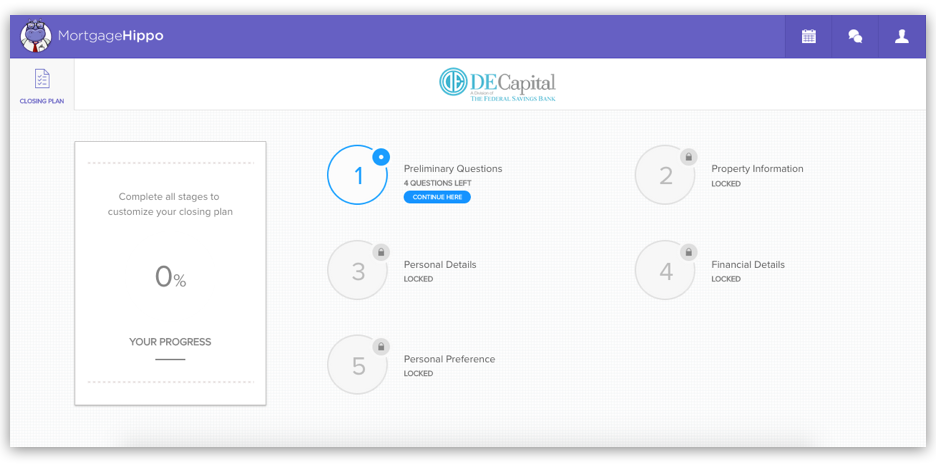 MortgageHippo
CLOSING PLAN
DE Capital
A Division of
THE FEDERAL SAVINGS BANK
Complete all stages to
customize your closing plan
0%
YOUR PROGRESS
1
Preliminary Questions
4 QUESTIONS LEFT
CONTINUE HERE
2
Property Information
LOCKED
3
Personal Details
LOCKED
4
Financial Details
LOCKED
5
Personal Preference
LOCKED